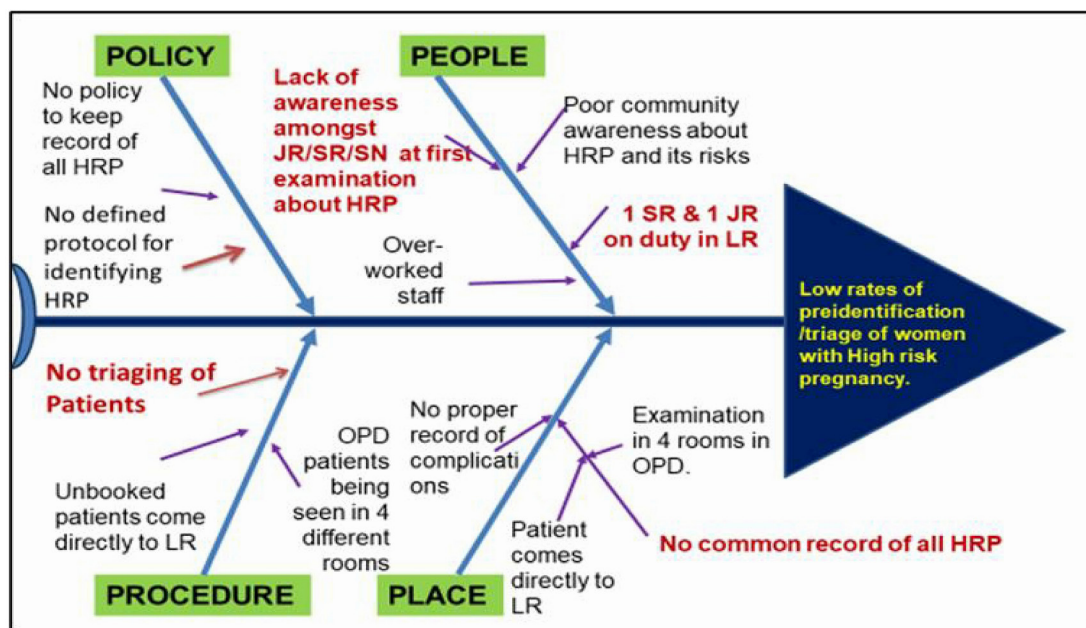 POLICY
No policy
to keep
record of
all HRP
No defined
protocol for
identifying
HRP
PEOPLE
Lack of
awareness
amongst
JR/SR/SN at first
examination
about HRP
Poor community
awareness about
HRP and its risks
1 SR & 1 JR
on duty in LR
Over-
worked
staff
Low rates of
preidentification
/triage of women
with High risk
pregnancy.
No triaging of
Patients
Unbooked
patients come
directly to LR
OPD
patients
being
seen in 4
different
rooms
PROCEDURE
No proper
record of
complicati
ons
Examination
in 4 rooms in
OPD.
Patient
comes
directly to
LR
No common record of all HRP
PLACE